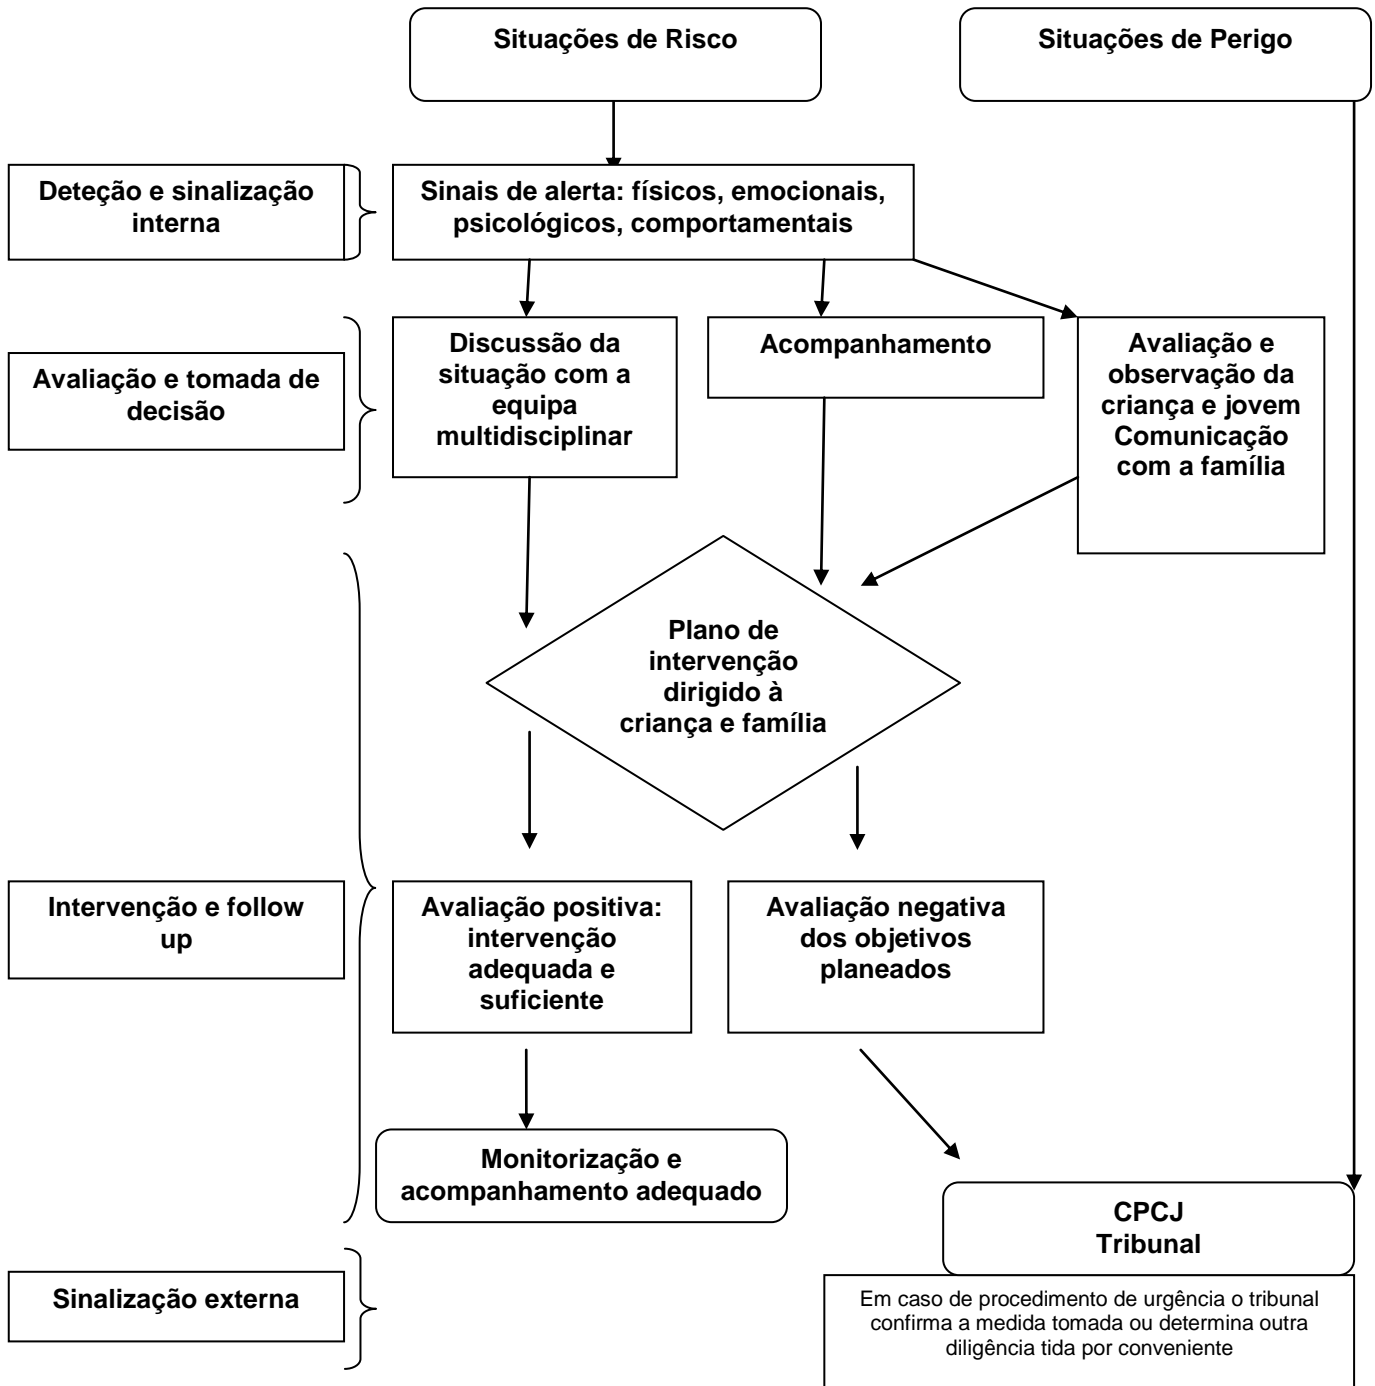 Situações de Risco
Situações de Perigo
Deteção e sinalização
interna
Sinais de alerta: físicos, emocionais,
psicológicos, comportamentais
Avaliação e tomada de
decisão
Discussão da
situação com a
equipa
multidisciplinar
Acompanhamento
Avaliação e
observação da
criança e jovem
Comunicação
com a família
Plano de
intervenção
dirigido à
criança e família
Intervenção e follow
up
Avaliação positiva:
intervenção
adequada e
suficiente
Avaliação negativa
dos objetivos
planeados
Monitorização e
acompanhamento adequado
CPCJ
Tribunal
Sinalização externa
Em caso de procedimento de urgência o tribunal
confirma a medida tomada ou determina outra
diligência tida por conveniente